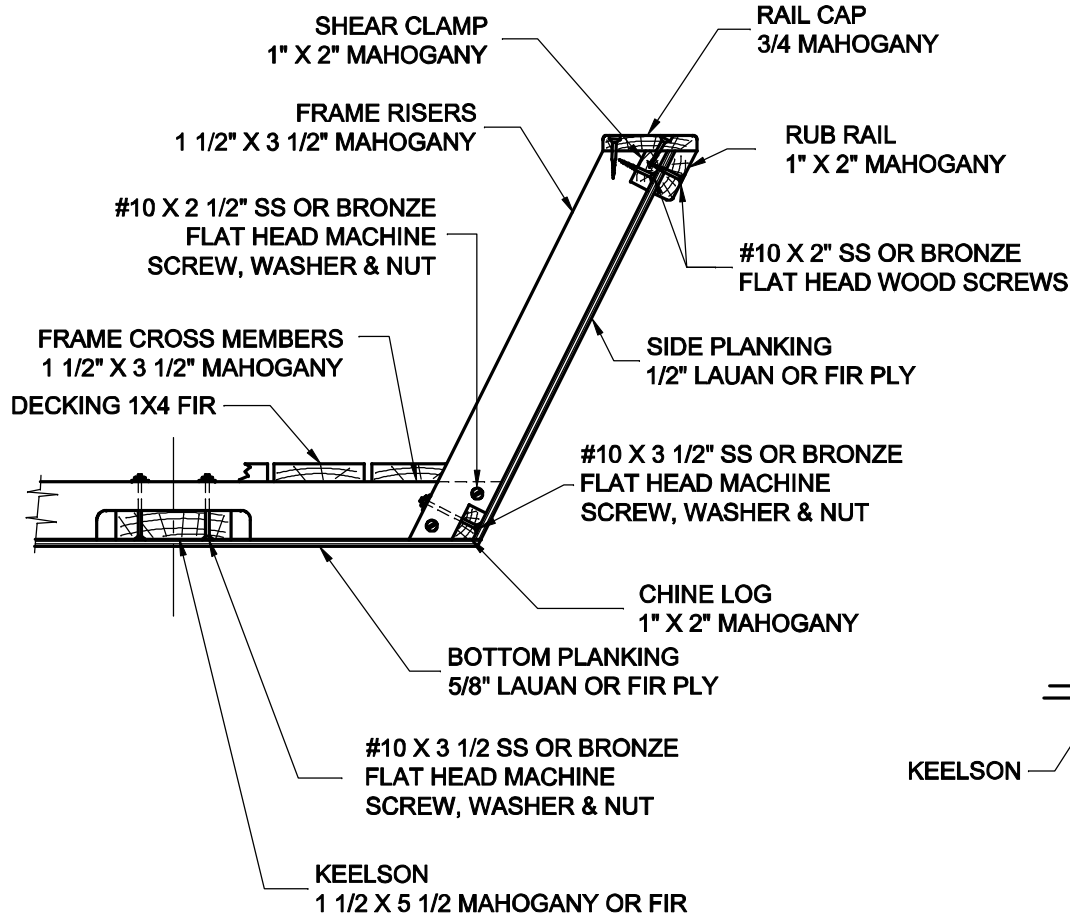 SHEAR CLAMP
1" X 2" MAHOGANY
RAIL CAP
3/4 MAHOGANY
FRAME RISERS
1 1/2" X 3 1/2" MAHOGANY
RUB RAIL
1" X 2" MAHOGANY
#10 X 2 1/2" SS OR BRONZE
FLAT HEAD MACHINE
SCREW, WASHER & NUT
#10 X 2" SS OR BRONZE
FLAT HEAD WOOD SCREWS
FRAME CROSS MEMBERS
1 1/2" X 3 1/2" MAHOGANY
SIDE PLANKING
1/2" LAUAN OR FIR PLY
DECKING 1X4 FIR
#10 X 3 1/2" SS OR BRONZE
FLAT HEAD MACHINE
SCREW, WASHER & NUT
CHINE LOG
1" X 2" MAHOGANY
BOTTOM PLANKING
5/8" LAUAN OR FIR PLY
#10 X 3 1/2 SS OR BRONZE
FLAT HEAD MACHINE
SCREW, WASHER & NUT
KEELSON
KEELSON
1 1/2 X 5 1/2 MAHOGANY OR FIR